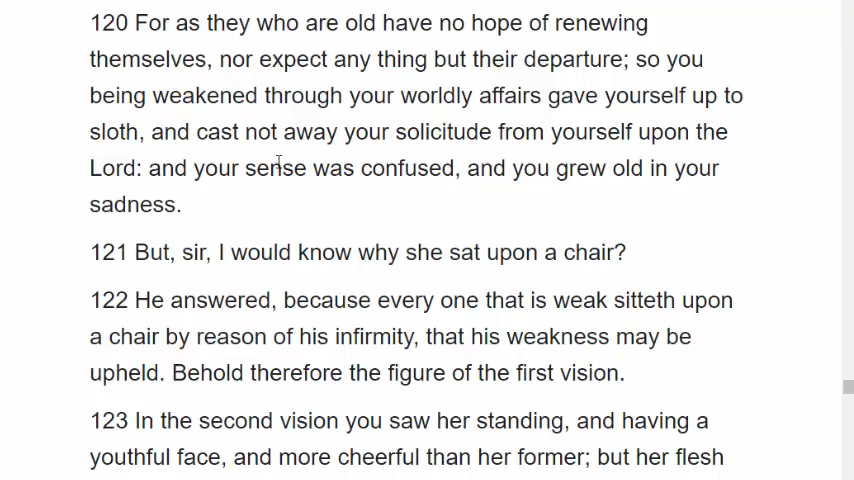 120 For as they who are old have no hope of renewing
themselves, nor expect any thing but their departure; so you
being weakened through your worldly affairs gave yourself up to
sloth, and cast not away your solicitude from yourself upon the
Lord: and your sense was confused, and you grew old in your
sadness.
121 But, sir, I would know why she sat upon a chair?
122 He answered, because every one that is weak sitteth upon
a chair by reason of his infirmity, that his weakness may be
upheld. Behold therefore the figure of the first vision.
123 In the second vision you saw her standing, and having a
youthful face, and more cheerful than her former; but her flesh